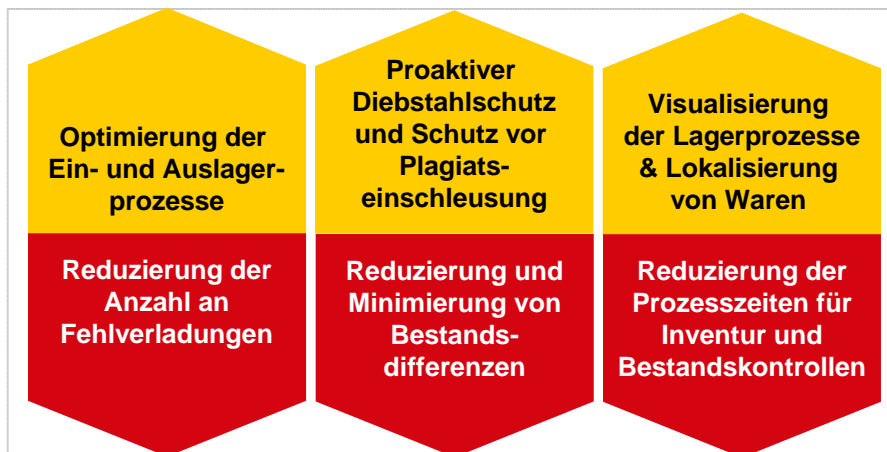 Optimierung der
Ein- und Auslager-
prozesse
Reduzierung der
Anzahl an
Fehlverladungen
Proaktiver
Diebstahlschutz
und Schutz vor
Plagiats-
einschleusung
Reduzierung und
Minimierung von
Bestands-
differenzen
Visualisierung
der Lagerprozesse
& Lokalisierung
von Waren
Reduzierung der
Prozesszeiten für
Inventur und
Bestandskontrollen